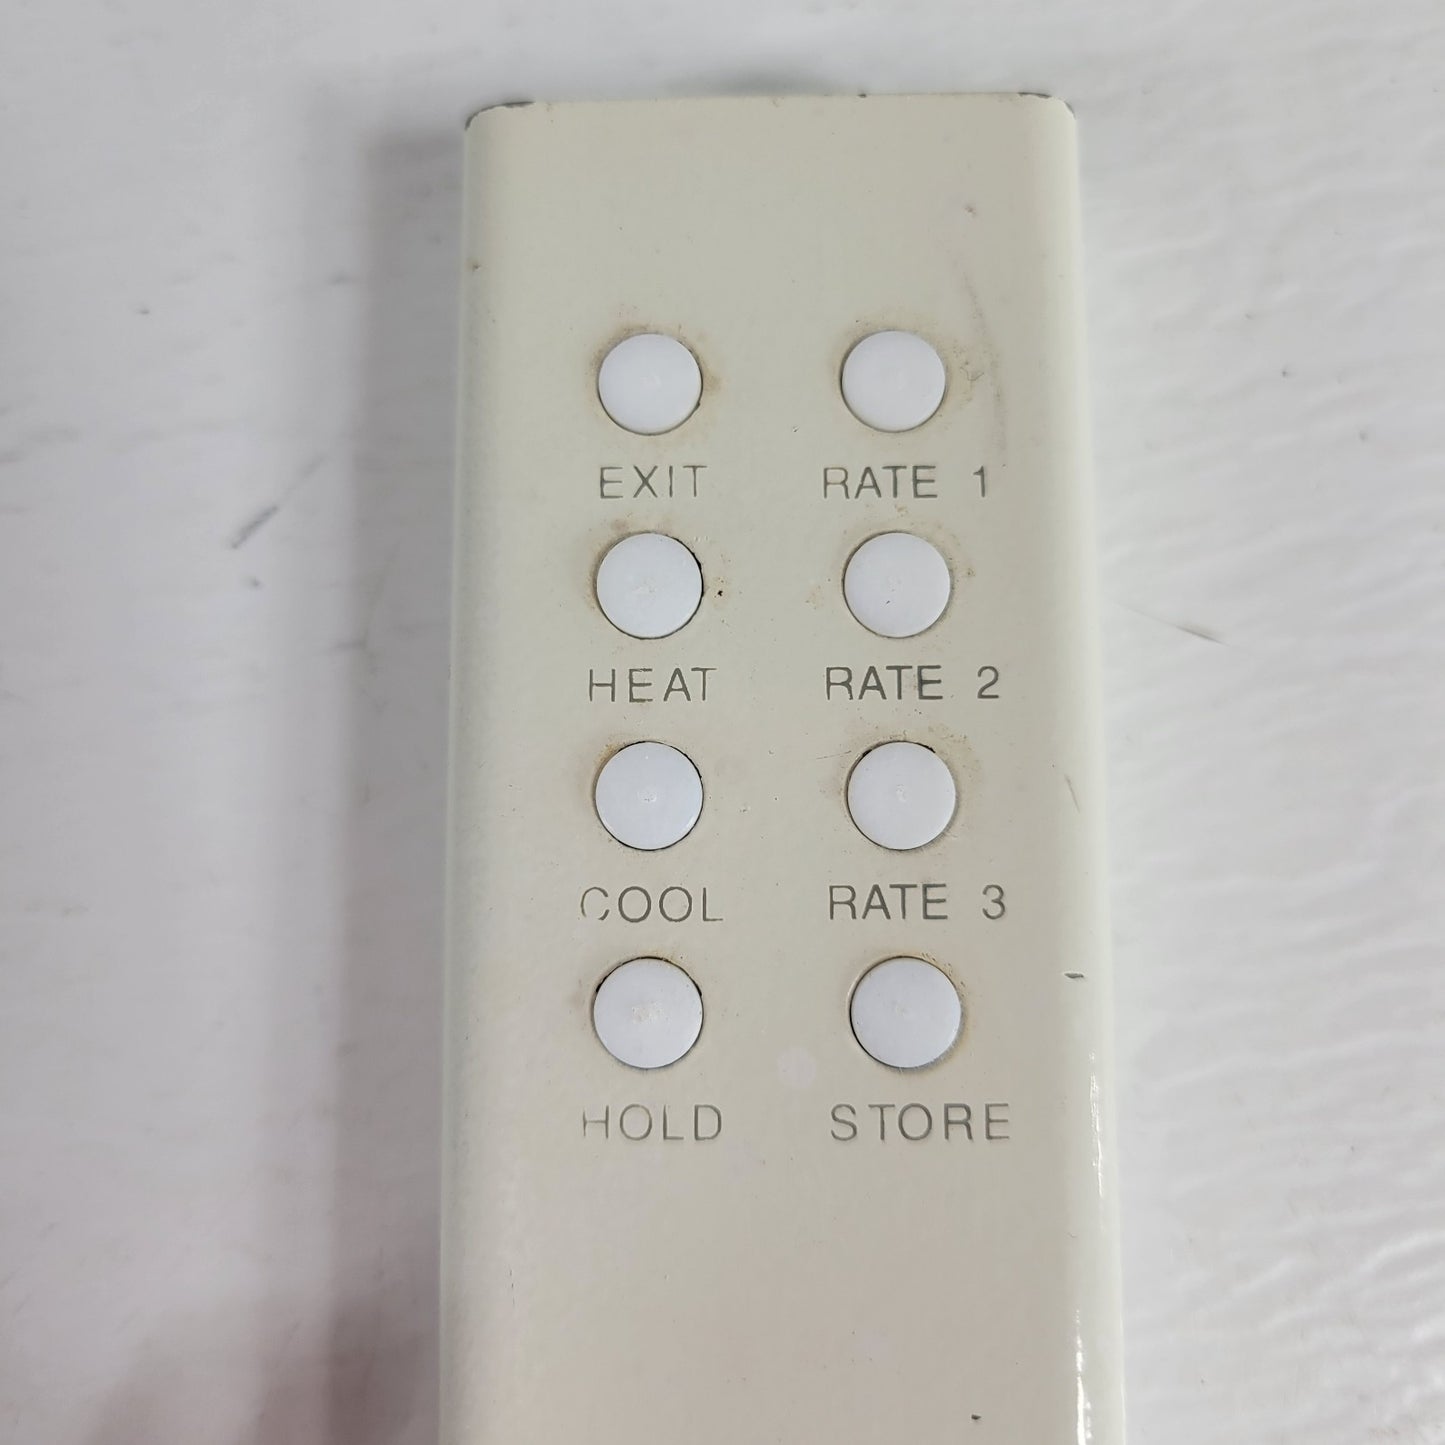 EXIT RATE 1
HEAT RATE 2
COOL RATE 3
HOLD STORE